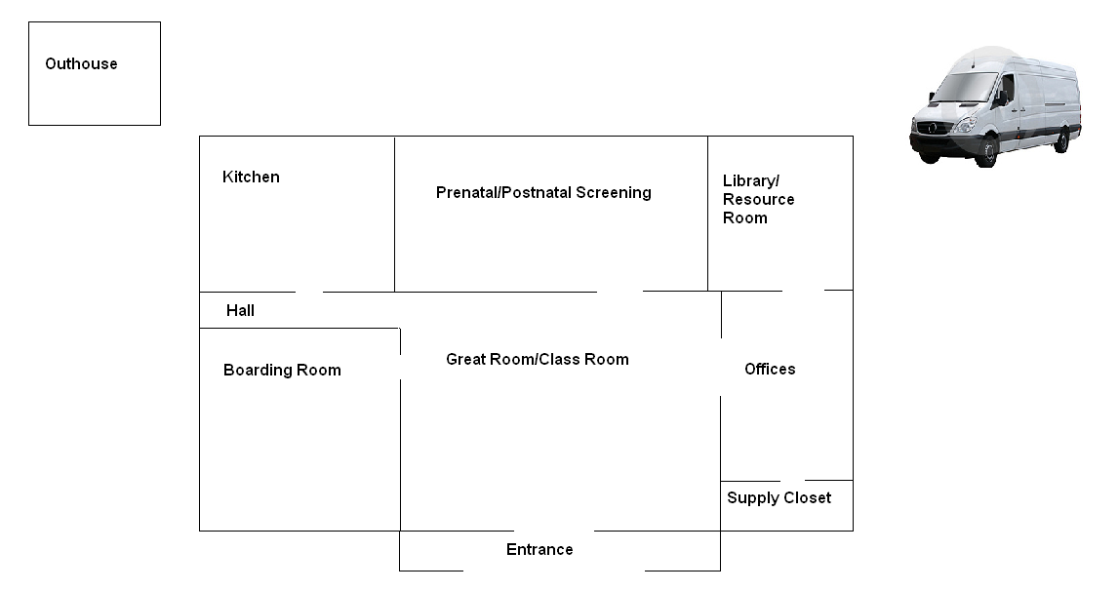 Outhouse
Kitchen
Prenatal/Postnatal Screening
Library/
Resource
Room
Hall
Great Room/Class Room
Boarding Room
Offices
Supply Closet
Entrance